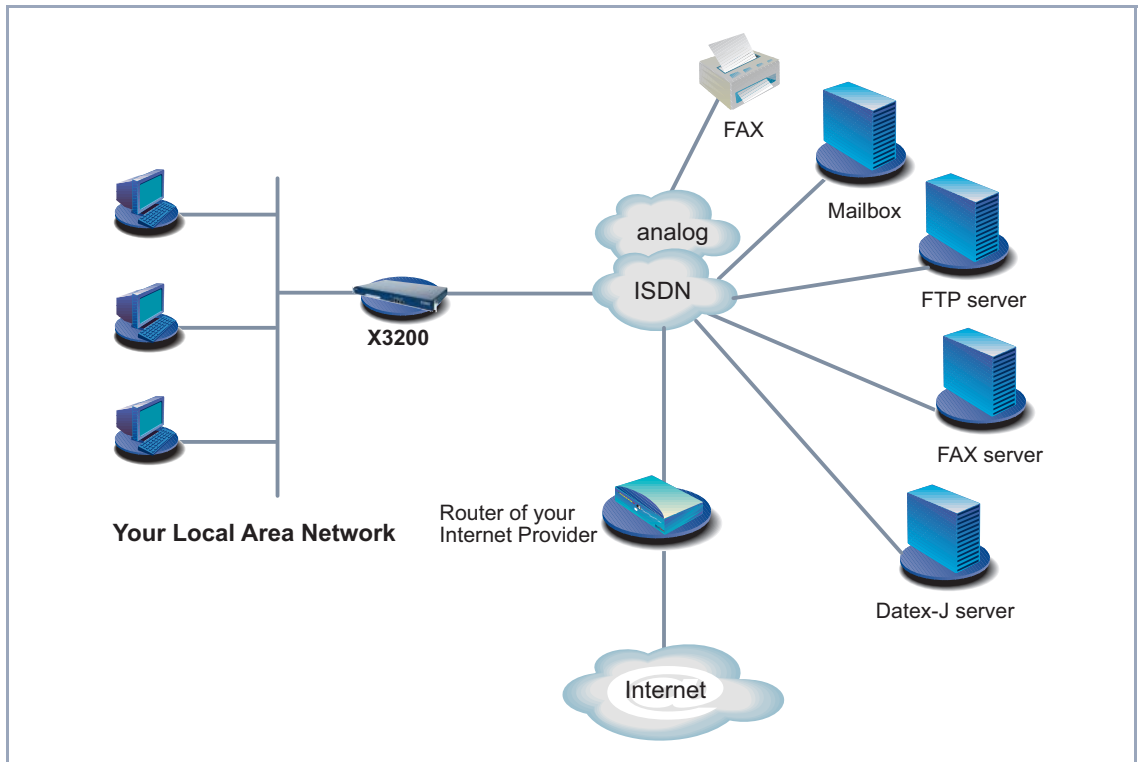 FAX
Mailbox
analog
FTP server
ISDN
X3200
FAX server
Your Local Area Network
Router of your
Internet Provider
Datex-J server
Internet